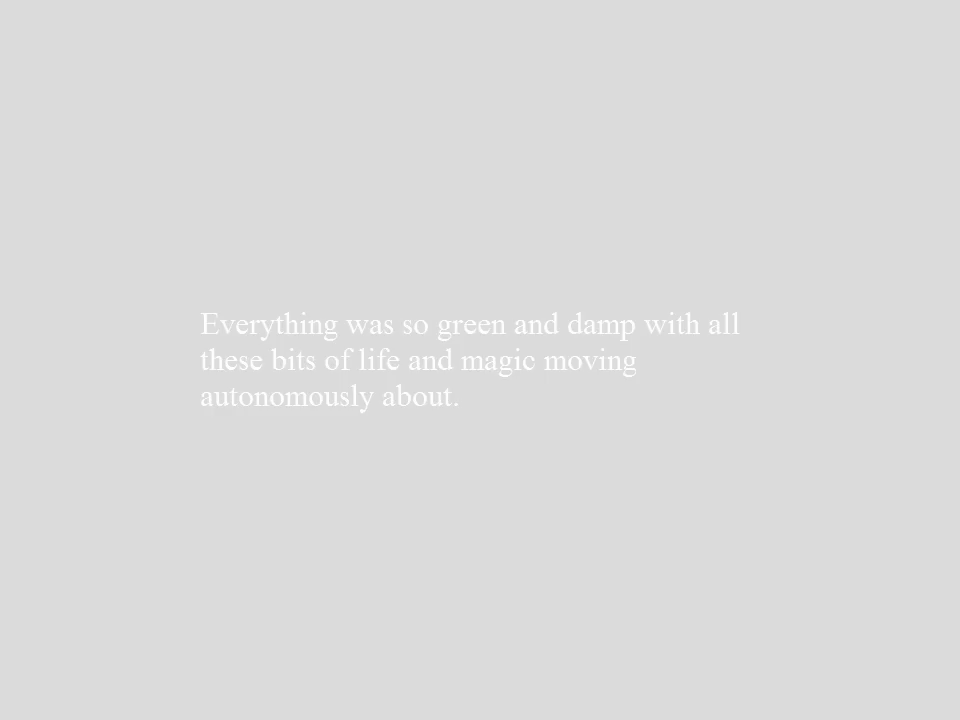 Everything was so green and damp with all
these bits of life and magic moving
autonomously about.